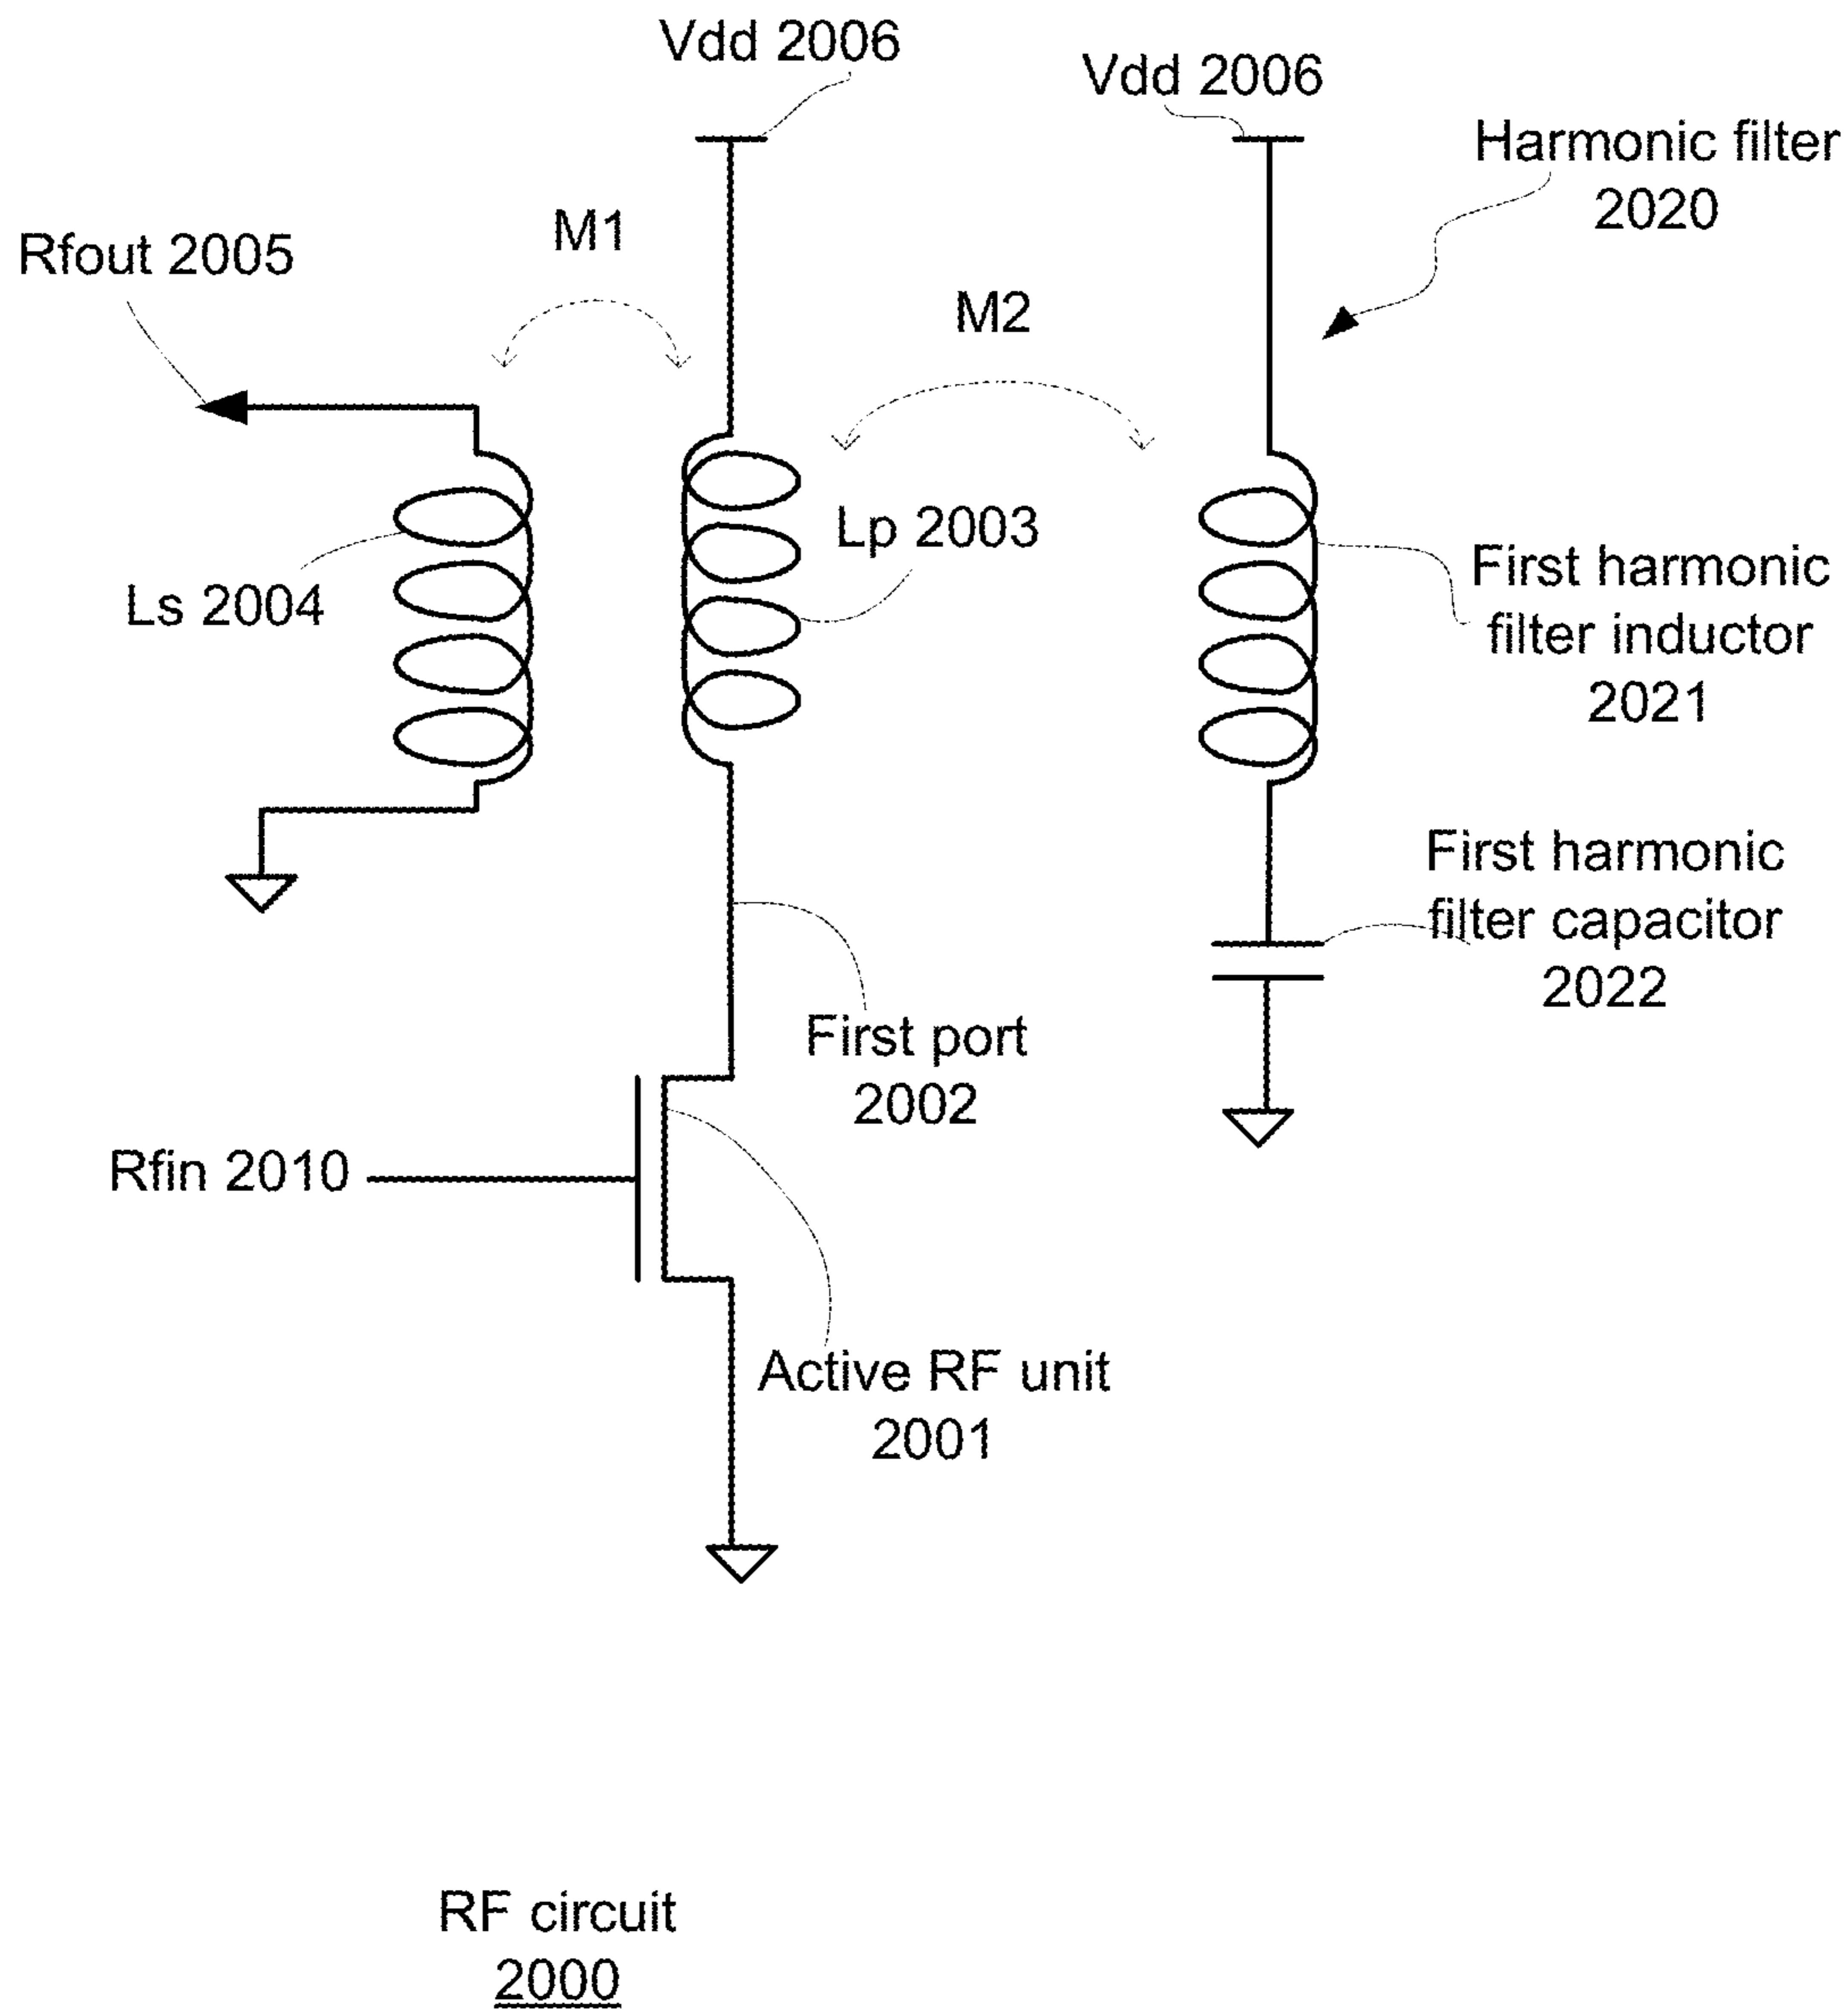 Vdd 2006
Vdd 2006
Harmonic filter
2020
M1
Rfout 2005
M2
Lp 2003
Ls 2004
First harmonic
filter inductor
2021
First harmonic
filter capacitor
2022
First port
2002
Rfin 2010
Active RF unit
2001
RF circuit
2000